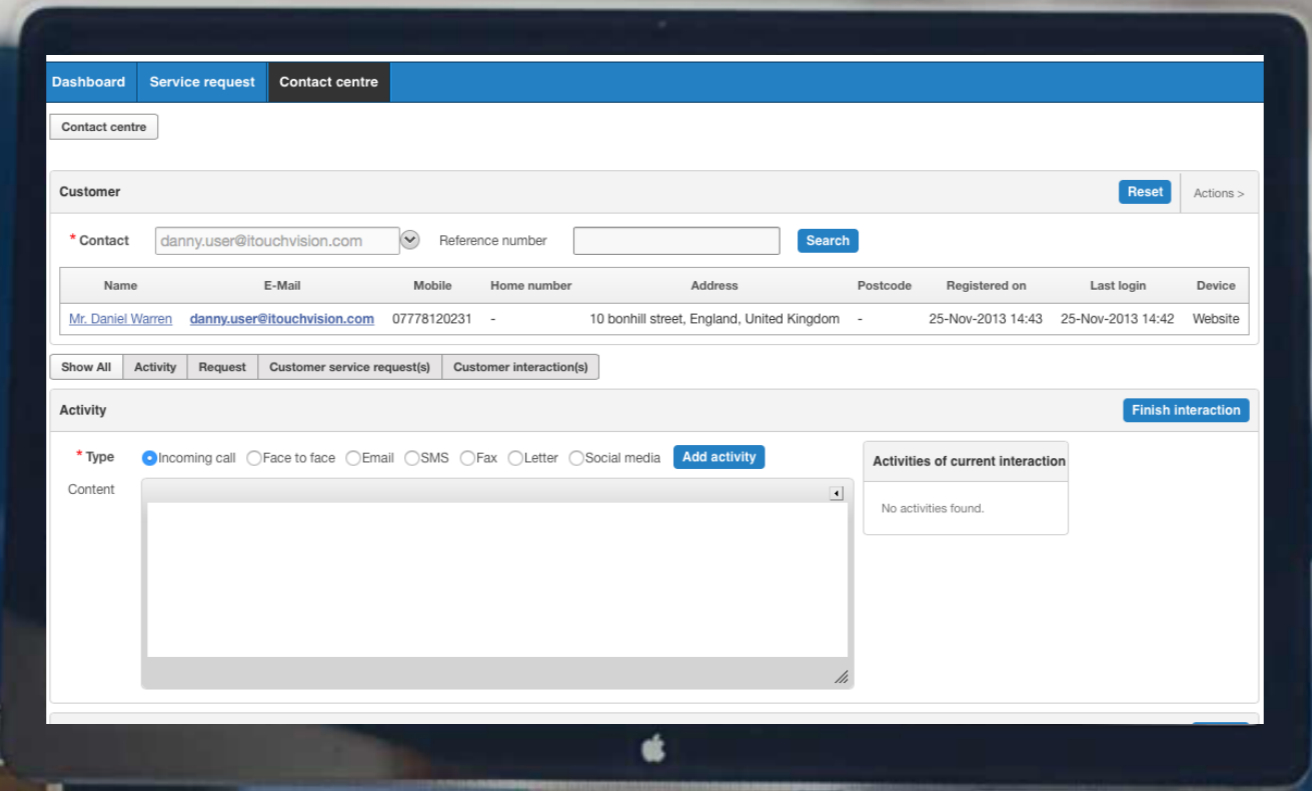 Dashboard Service request Contact centre
Contact centre
Customer Reset Actions >
* Contact danny.user@itouchvision.com Reference number Search
Name E-Mail Mobile Home number Address Postcode Registered on Last login Device
Mr. Daniel Warren danny.user@itouchvision.com 07778120231 - 10 bonhill street, England, United Kingdom - 25-Nov-2013 14:43 25-Nov-2013 14:42 Website
Show All Activity Request Customer service request(s) Customer interaction(s)
Activity Finish interaction
* Type Incoming call Face to face Email SMS Fax Letter Social media Add activity Activities of current interaction
Content
No activities found.